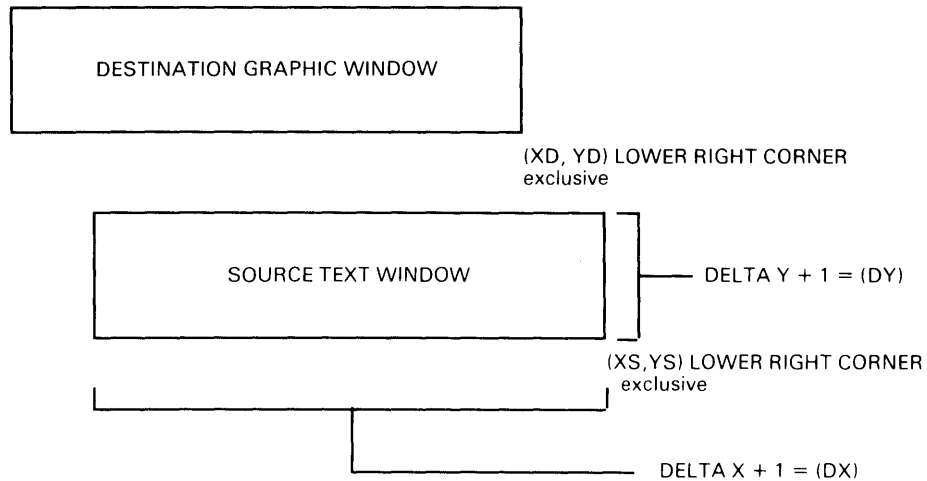 DESTINATION GRAPHIC WINDOW
(XD, YD) LOWER RIGHT CORNER
exclusive
SOURCE TEXT WINDOW
DELTA Y + 1 = (DY)
(XS,YS) LOWER RIGHT CORNER
exclusive
DELTA X + 1 = (DX)